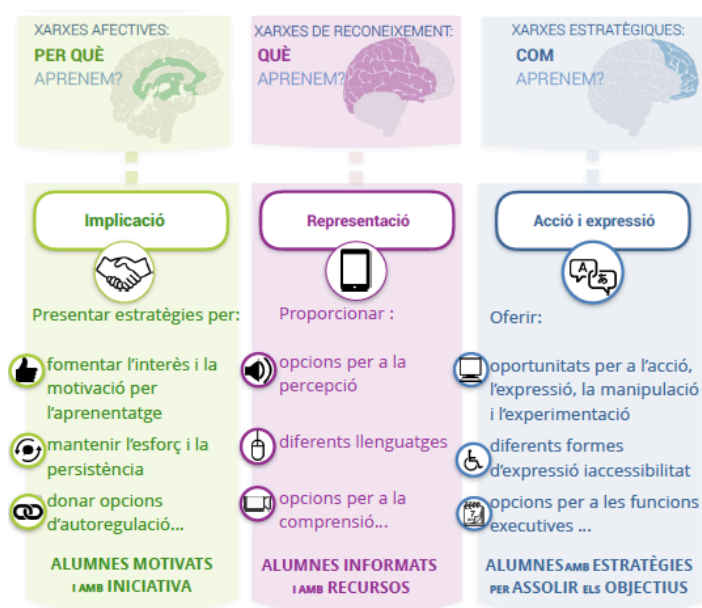 XARXES AFECTIVES:
PER QUÈ
APRENEM?
XARXES DE RECONEIXEMENT:
QUÈ
APRENEM?
XARXES ESTRATÈGIQUES:
COM
APRENEM?
Implicació
Presentar estratègies per:
fomentar l'interès i la
motivació per
l'aprenentatge
mantenir l'esforç i la
persistència
donar opcions
d'autoregulació...
ALUMNES MOTIVATS
I AMB INICIATIVA
Representació
Proporcionar :
opcions per a la
percepció
diferents llenguatges
opcions per a la
comprensió...
ALUMNES INFORMATS
I AMB RECURSOS
Acció i expressió
A
あ
Oferir:
oportunitats per a l'acció,
l'expressió, la manipulació
i l'experimentació
diferents formes
d'expressió iaccessibilitat
7
opcions per a les funcions
executives ...
ALUMNES AMB ESTRATÈGIES
PER ASSOLIR ELS OBJECTIUS